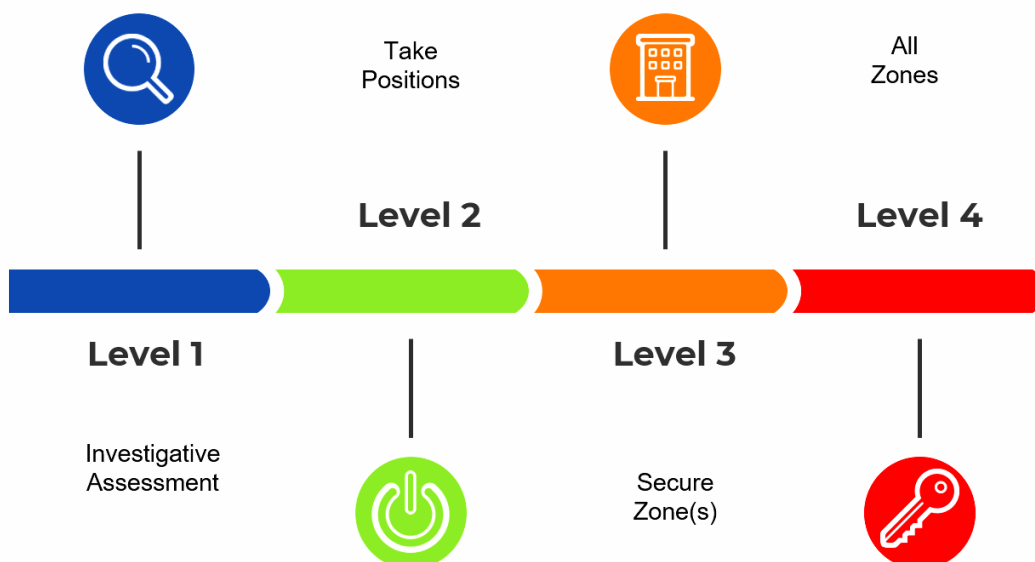 Take
Positions
All
Zones
Level 2
Level 4
Level 1
Level 3
Investigative
Assessment
Secure
Zone(s)